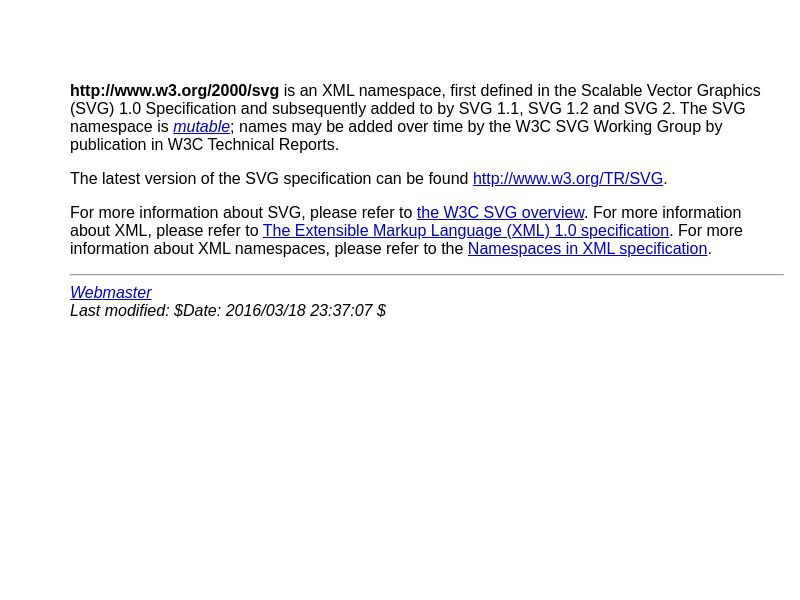 http://www.w3.org/2000/svg is an XML namespace, first defined in the Scalable Vector Graphics
(SVG) 1.0 Specification and subsequently added to by SVG 1.1, SVG 1.2 and SVG 2. The SVG
namespace is mutable; names may be added over time by the W3C SVG Working Group by
publication in W3C Technical Reports.
The latest version of the SVG specification can be found http://www.w3.org/TR/SVG.
For more information about SVG, please refer to the W3C SVG overview. For more information
about XML, please refer to The Extensible Markup Language (XML) 1.0 specification. For more
information about XML namespaces, please refer to the Namespaces in XML specification.
Webmaster
Last modified: $Date: 2016/03/18 23:37:07 $